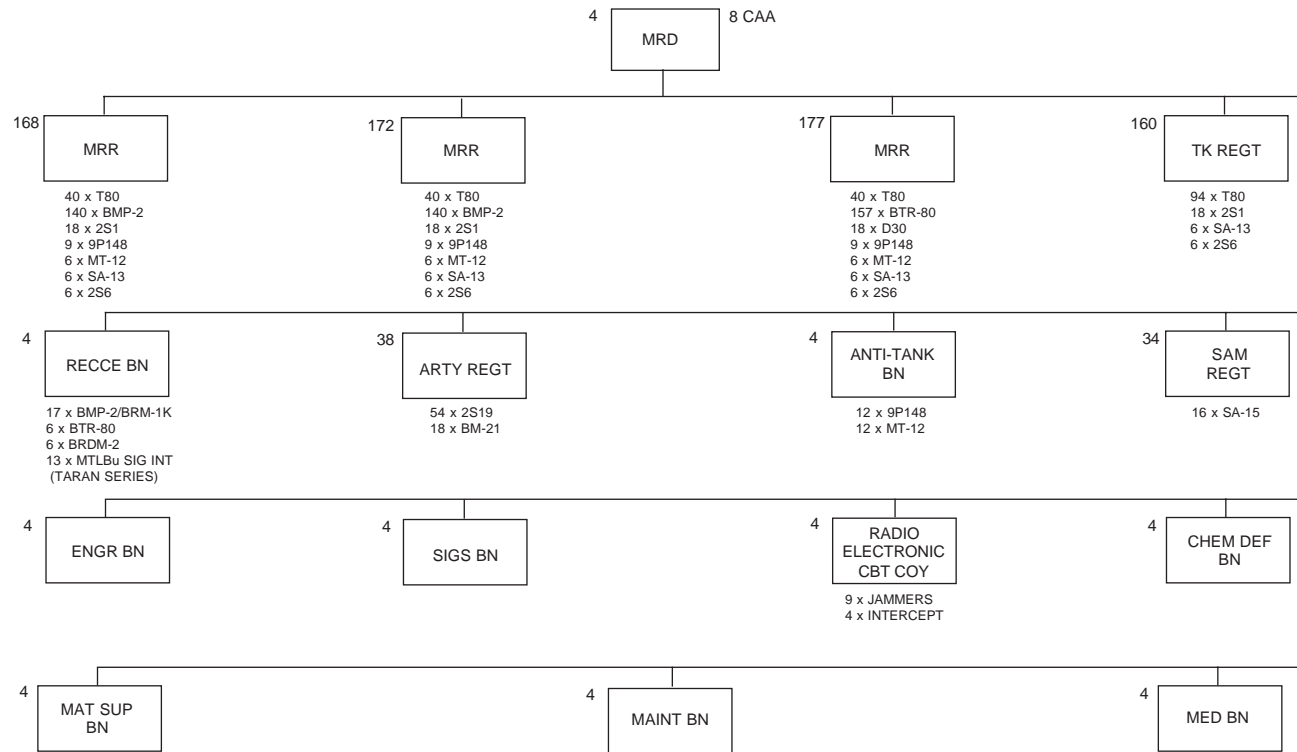 4
8 CAA
MRD
168
MRR
40 x T80
140 x BMP-2
18 x 2S1
9 x 9P148
6 x MT-12
6 x SA-13
6 x 2S6
172
MRR
40 x T80
140 x BMP-2
18 x 2S1
9 x 9P148
6 x MT-12
6 x SA-13
6 x 2S6
177
MRR
40 x T80
157 x BTR-80
18 x D30
9 x 9P148
6 x MT-12
6 x SA-13
6 x 2S6
160
TK REGT
94 x T80
18 x 2S1
6 x SA-13
6 x 2S6
4
RECCE BN
17 x BMP-2/BRM-1K
6 x BTR-80
6 x BRDM-2
13 x MTLBu SIG INT
(TARAN SERIES)
38
ARTY REGT
54 x 2S19
18 x BM-21
4
ANTI-TANK
BN
12 x 9P148
12 x MT-12
34
SAM
REGT
16 x SA-15
4
ENGR BN
4
SIGS BN
4
RADIO
ELECTRONIC
CBT COY
9 x JAMMERS
4 x INTERCEPT
4
CHEM DEF
BN
4
MAT SUP
BN
4
MAINT BN
4
MED BN